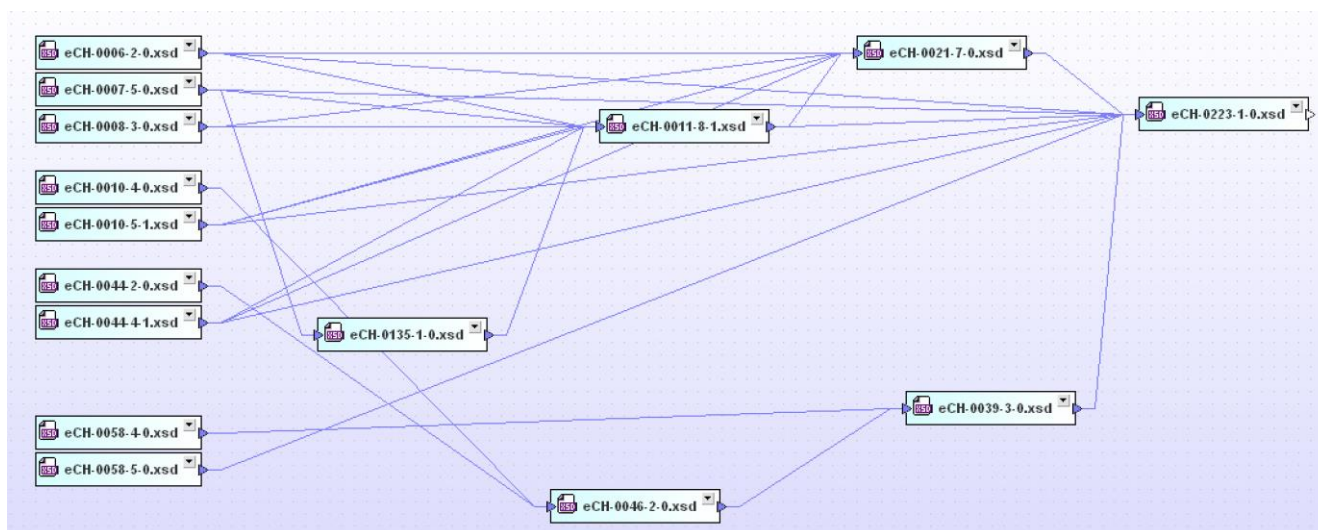 eCH-0006-2-0.xsd
eCH-0021-7-0.xsd
eCH-0007-5-0.xsd
eCH-0223-1-0.xsd
eCH-0008-3-0.xsd
eCH-0011-8-1.xsd
eCH-0010-4-0.xsd
eCH-0010-5-1.xsd
eCH-0044-2-0.xsd
eCH-0044-4-1.xsd
eCH-0135-1-0.xsd
eCH-0039-3-0.xsd
eCH-0058-4-0.xsd
eCH-0058-5-0.xsd
eCH-0046-2-0.xsd